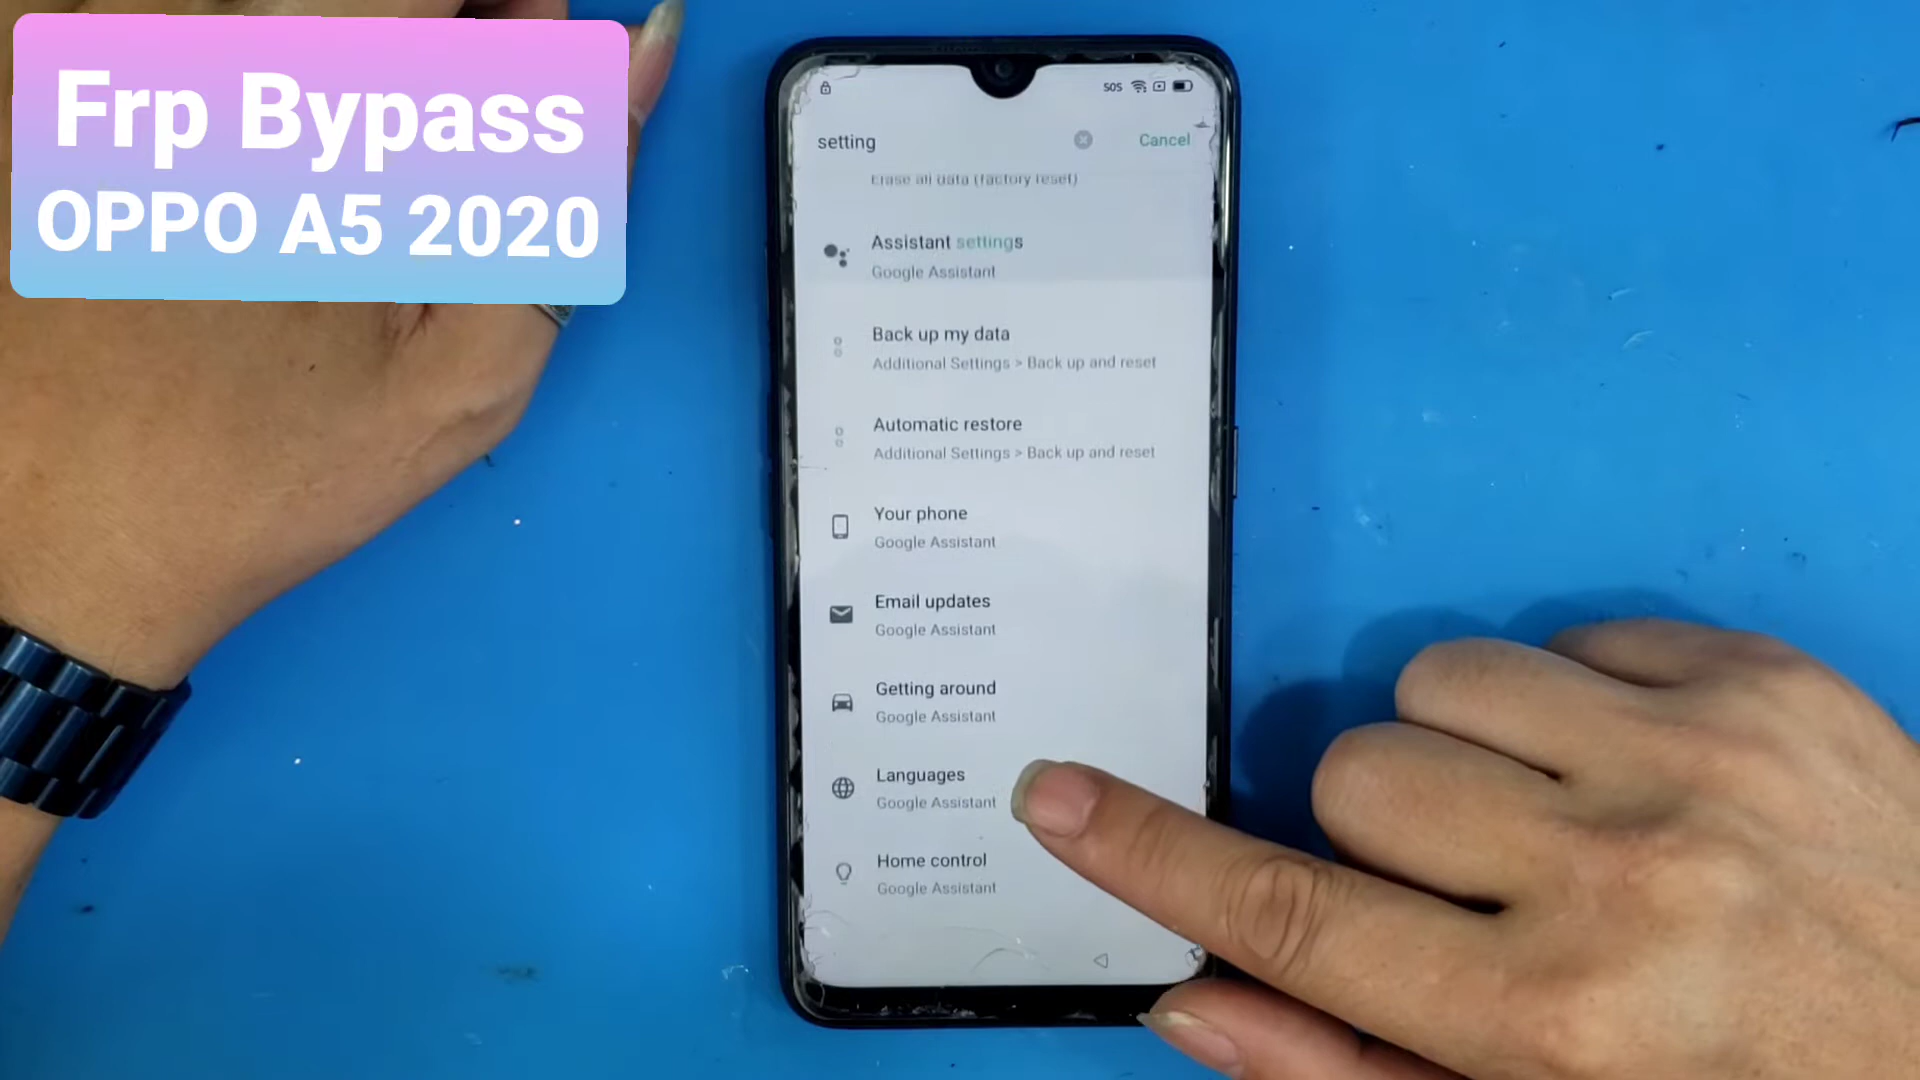 Frp Bypass
OPPO A5 2020
SOS
setting
Cancel
Erase all data (factory reset)
Assistant settings
Google Assistant
Back up my data
Additional Settings > Back up and reset
Automatic restore
Additional Settings > Back up and reset
Your phone
Google Assistant
Email updates
Google Assistant
Getting around
Google Assistant
Languages
Google Assistant
Home control
Google Assistant